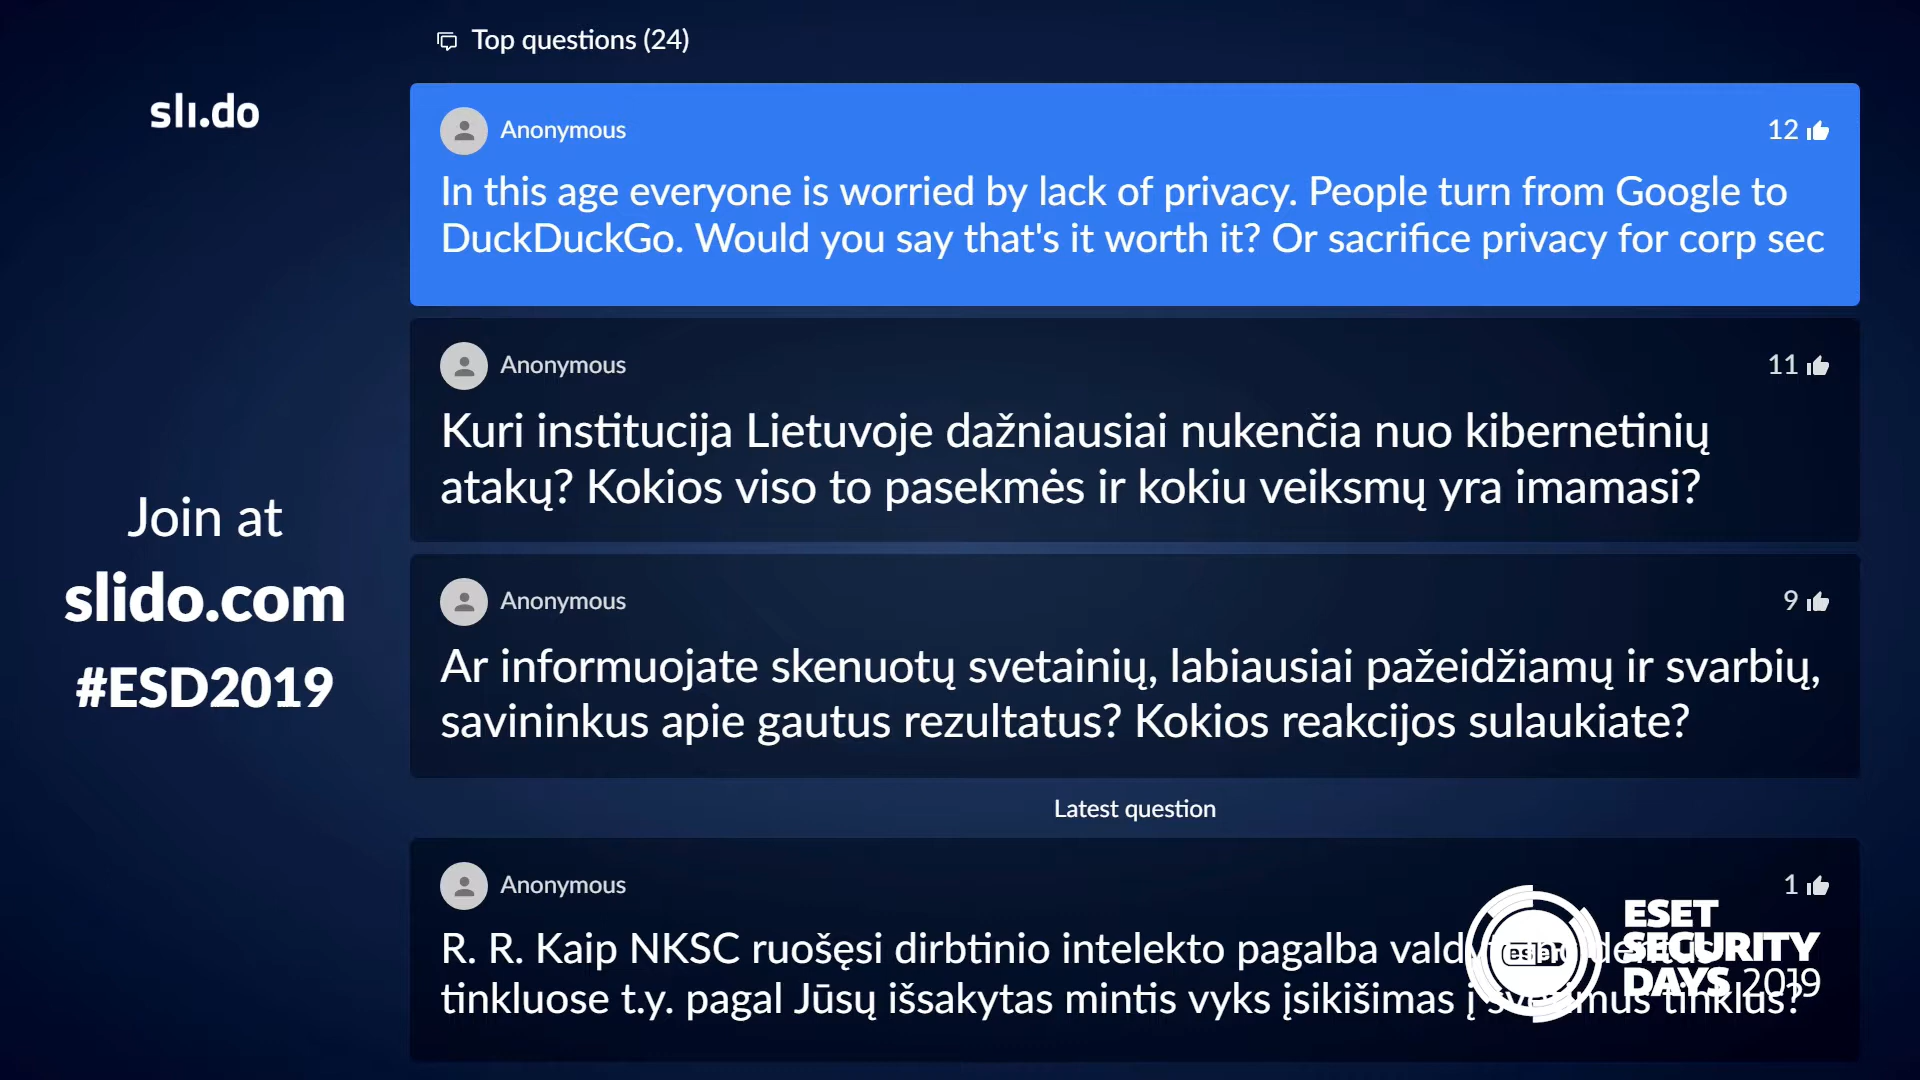 Top questions (24)
slı.do
Anonymous
12
In this age everyone is worried by lack of privacy. People turn from Google to
DuckDuckGo. Would you say that's it worth it? Or sacrifice privacy for corp sec
Anonymous
11
Kuri institucija Lietuvoje dažniausiai nukenčia nuo kibernetinių
atakų? Kokios viso to pasekmės ir kokiu veiksmų yra imamasi?
Join at
slido.com
#ESD2019
Anonymous
9
Ar informuojate skenuotų svetainių, labiausiai pažeidžiamų ir svarbių,
savininkus apie gautus rezultatus? Kokios reakcijos sulaukiate?
Latest question
Anonymous
1
R. R. Kaip NKSC ruošęsi dirbtinio intelekto pagalba
tinkluose t.y. pagal Jūsų išsakytas mintis vyks įsikišimas į tinklus?
eset
ESET
SECURITY
DAYS 2019